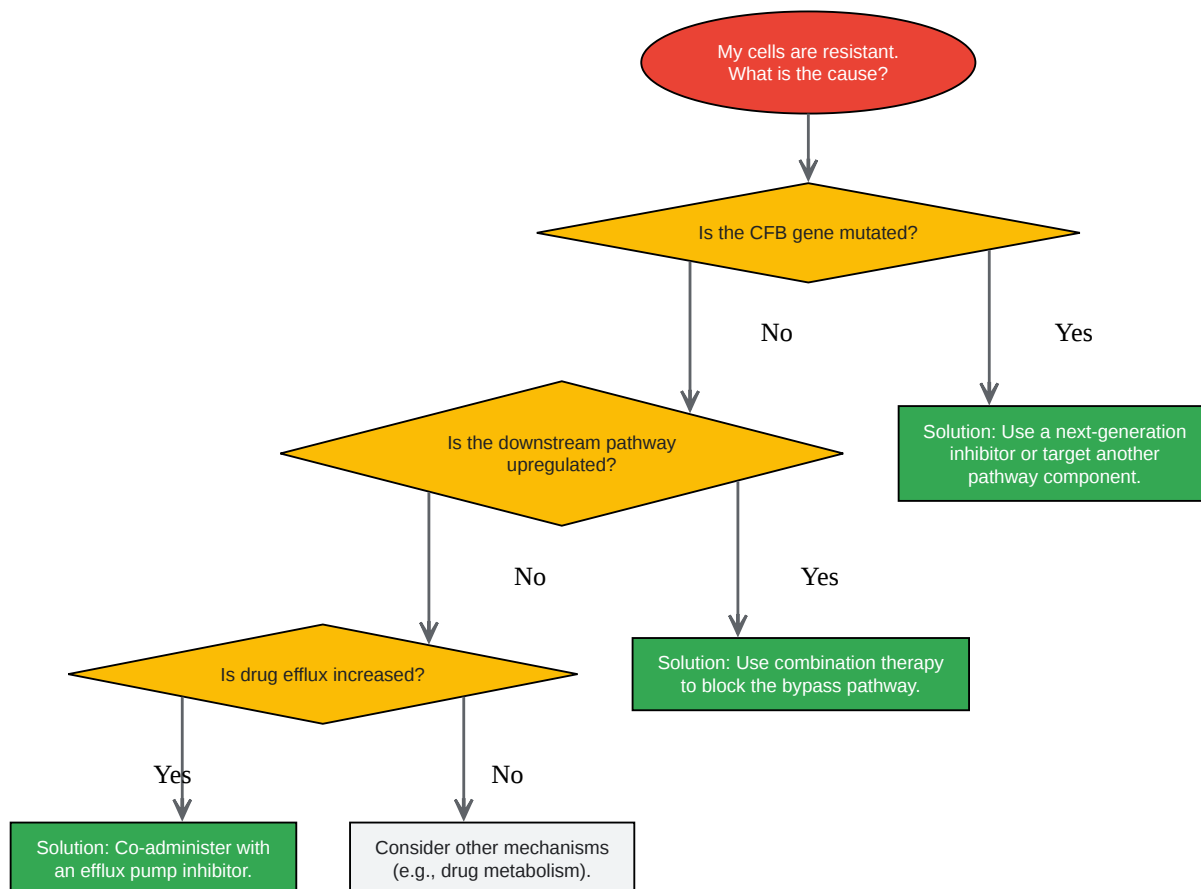 My cells are resistant.
What is the cause?
Is the CFB gene mutated?
No
Yes
Solution: Use a next-generation
inhibitor or target another
pathway component.
Is the downstream pathway
upregulated?
No
Yes
Solution: Use combination therapy
to block the bypass pathway.
Is drug efflux increased?
Yes
No
Solution: Co-administer with
an efflux pump inhibitor.
Consider other mechanisms
(e.g., drug metabolism).